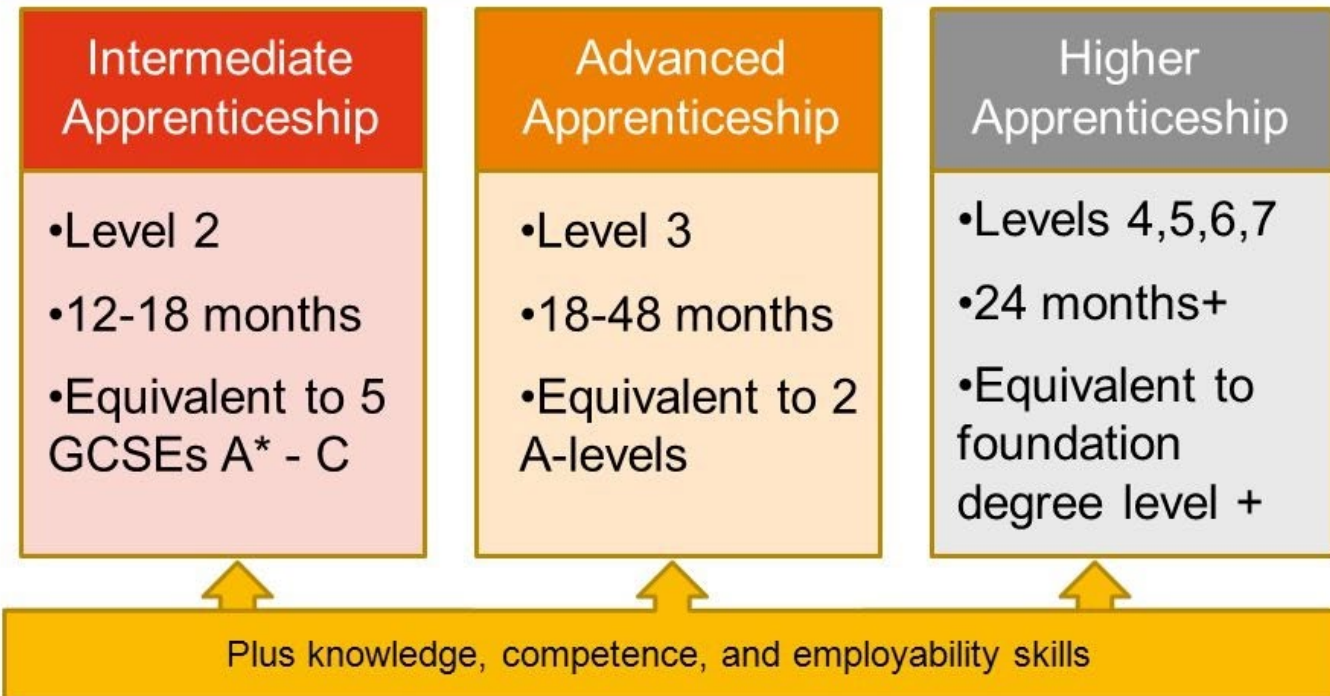 Intermediate
Apprenticeship
•Level 2
•12-18 months
•Equivalent to 5
GCSEs A* - C
Advanced
Apprenticeship
•Level 3
•18-48 months
•Equivalent to 2
A-levels
Higher
Apprenticeship
•Levels 4,5,6,7
•24 months+
•Equivalent to
foundation
degree level +
Plus knowledge, competence, and employability skills